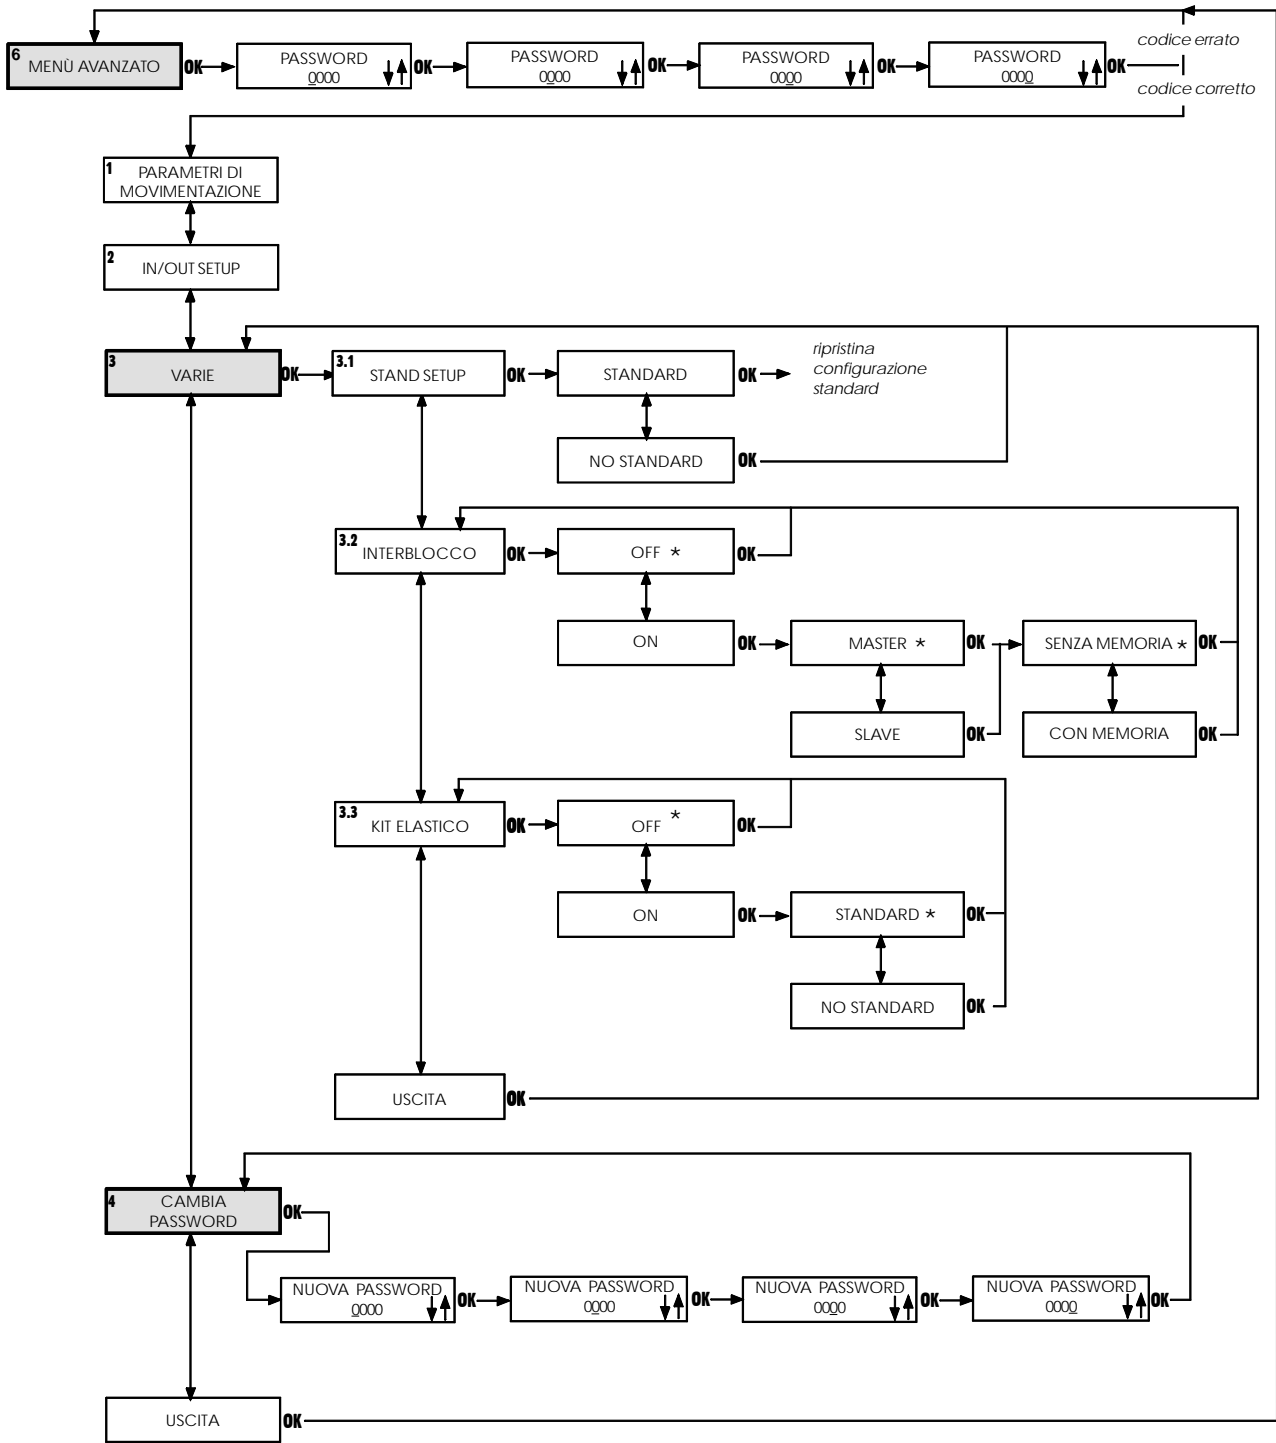 6
MENÙ AVANZATO
OK
PASSWORD
0000
OK
PASSWORD
0000
OK
PASSWORD
0000
OK
PASSWORD
0000
OK
codice errato
codice corretto
1
PARAMETRI DI
MOVIMENTAZIONE
2
IN/OUT SETUP
3
VARIE
OK
3.1
STAND SETUP
OK
STANDARD
OK
ripristina
configurazione
standard
NO STANDARD
OK
3.2
INTERBLOCCO
OK
OFF *
OK
ON
OK
MASTER *
OK
SENZA MEMORIA *
OK
SLAVE
OK
CON MEMORIA
OK
3.3
KIT ELASTICO
OK
OFF *
OK
ON
OK
STANDARD *
OK
NO STANDARD
OK
USCITA
OK
4
CAMBIA
PASSWORD
OK
NUOVA PASSWORD
0000
OK
NUOVA PASSWORD
0000
OK
NUOVA PASSWORD
0000
OK
NUOVA PASSWORD
0000
OK
USCITA
OK